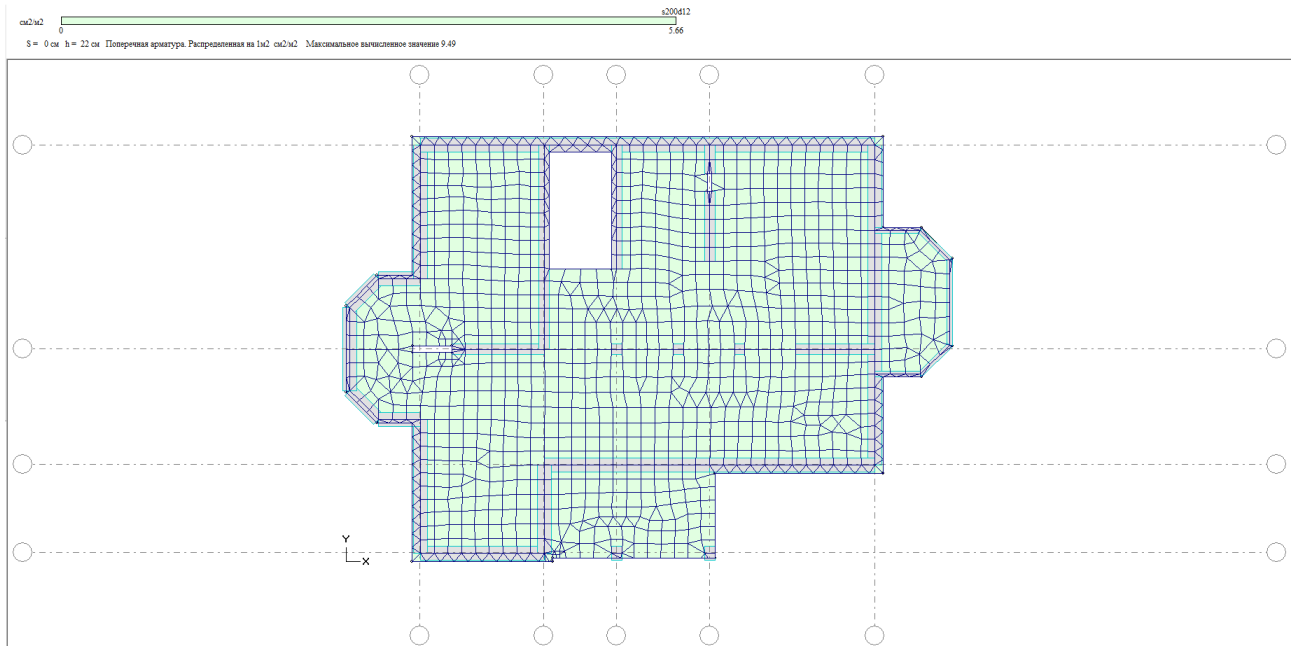 s200d12
см2/м2
0 5.66
S = 0 см h = 22 см Поперечная арматура. Распределенная на 1м2 см2/м2 Максимальное вычисленное значение 9.49
Y
X